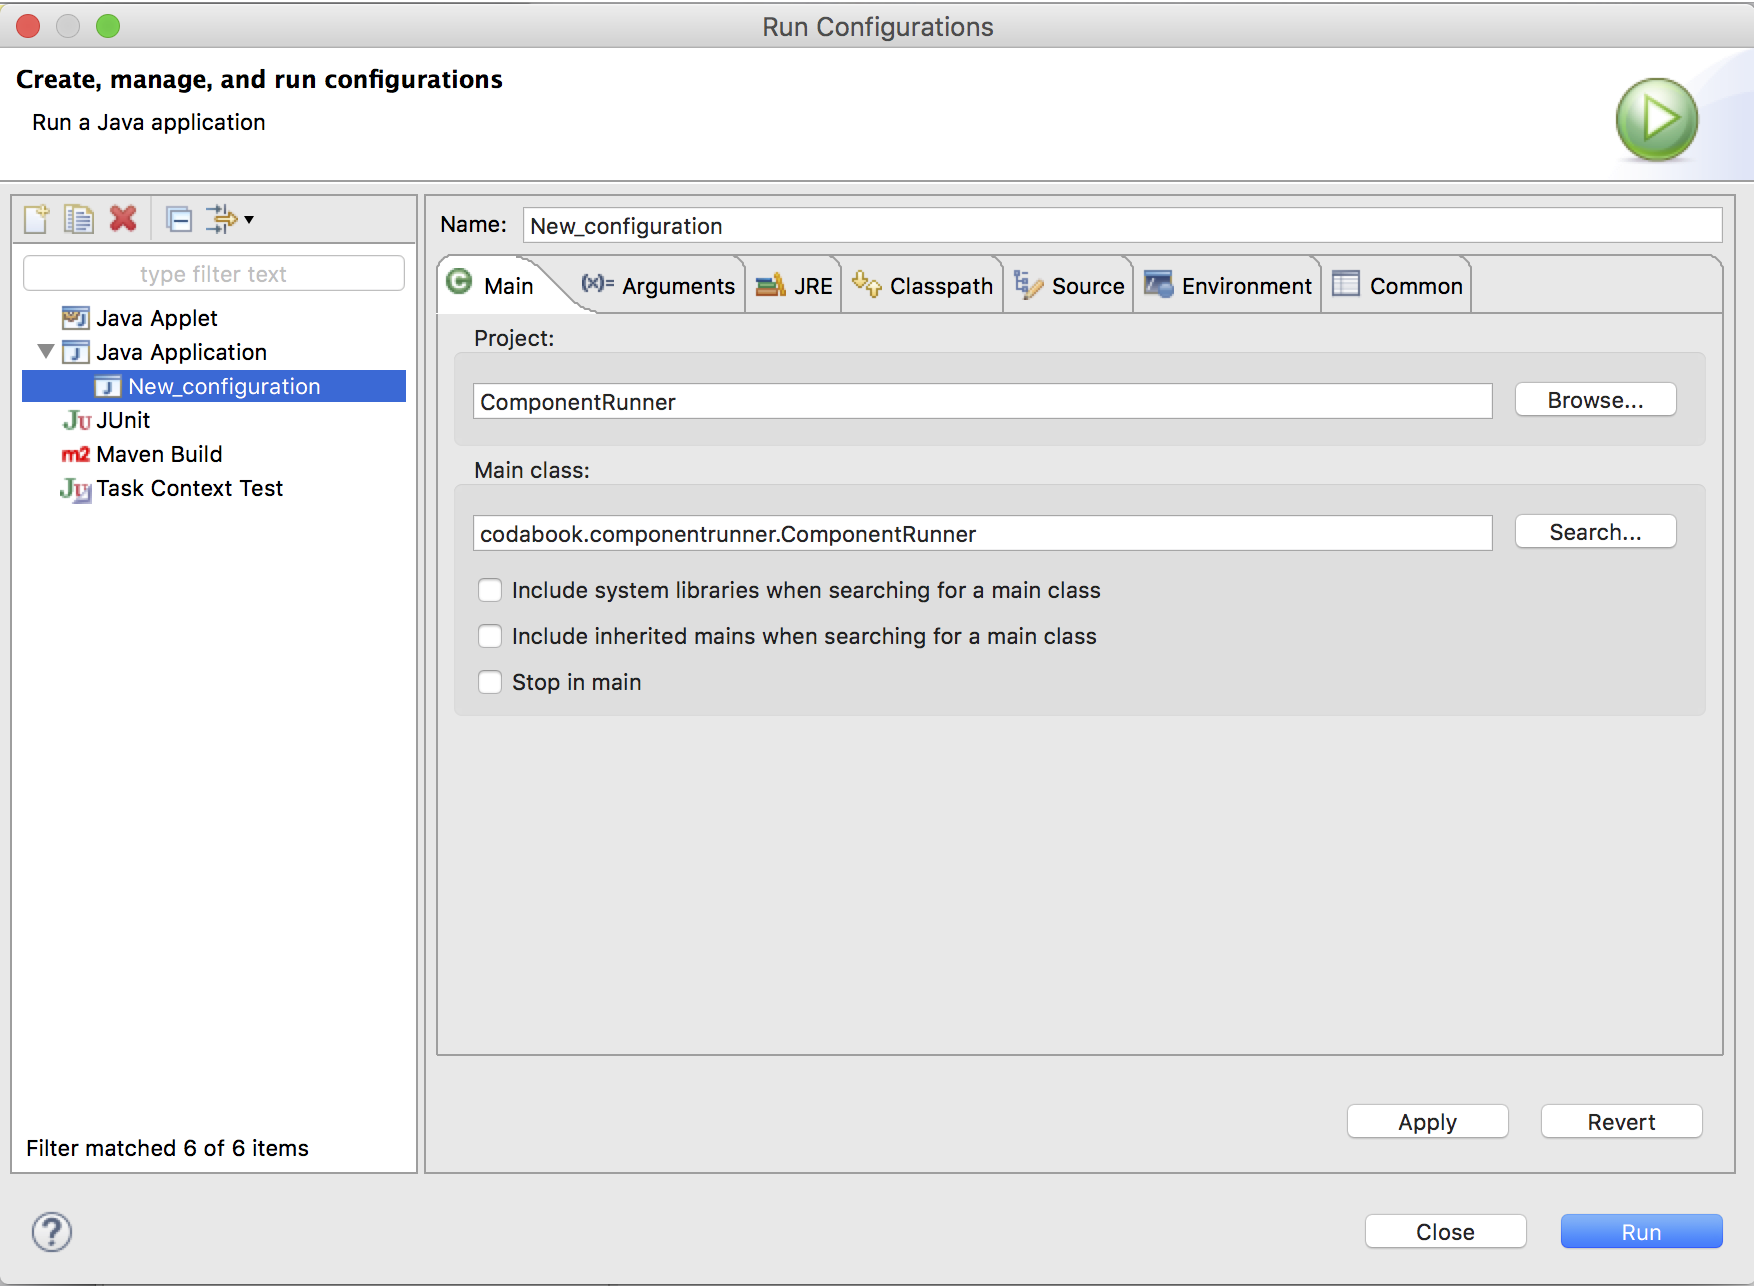 Run Configurations
Create, manage, and run configurations
Run a Java application
type filter text
Java Applet
Java Application
New_configuration
JUnit
Maven Build
Task Context Test
Filter matched 6 of 6 items
Name: New_configuration
Main (x)= Arguments JRE Classpath Source Environment Common
Project:
ComponentRunner Browse...
Main class:
codabook.componentrunner.ComponentRunner Search...
Include system libraries when searching for a main class
Include inherited mains when searching for a main class
Stop in main
Apply Revert
? Close Run